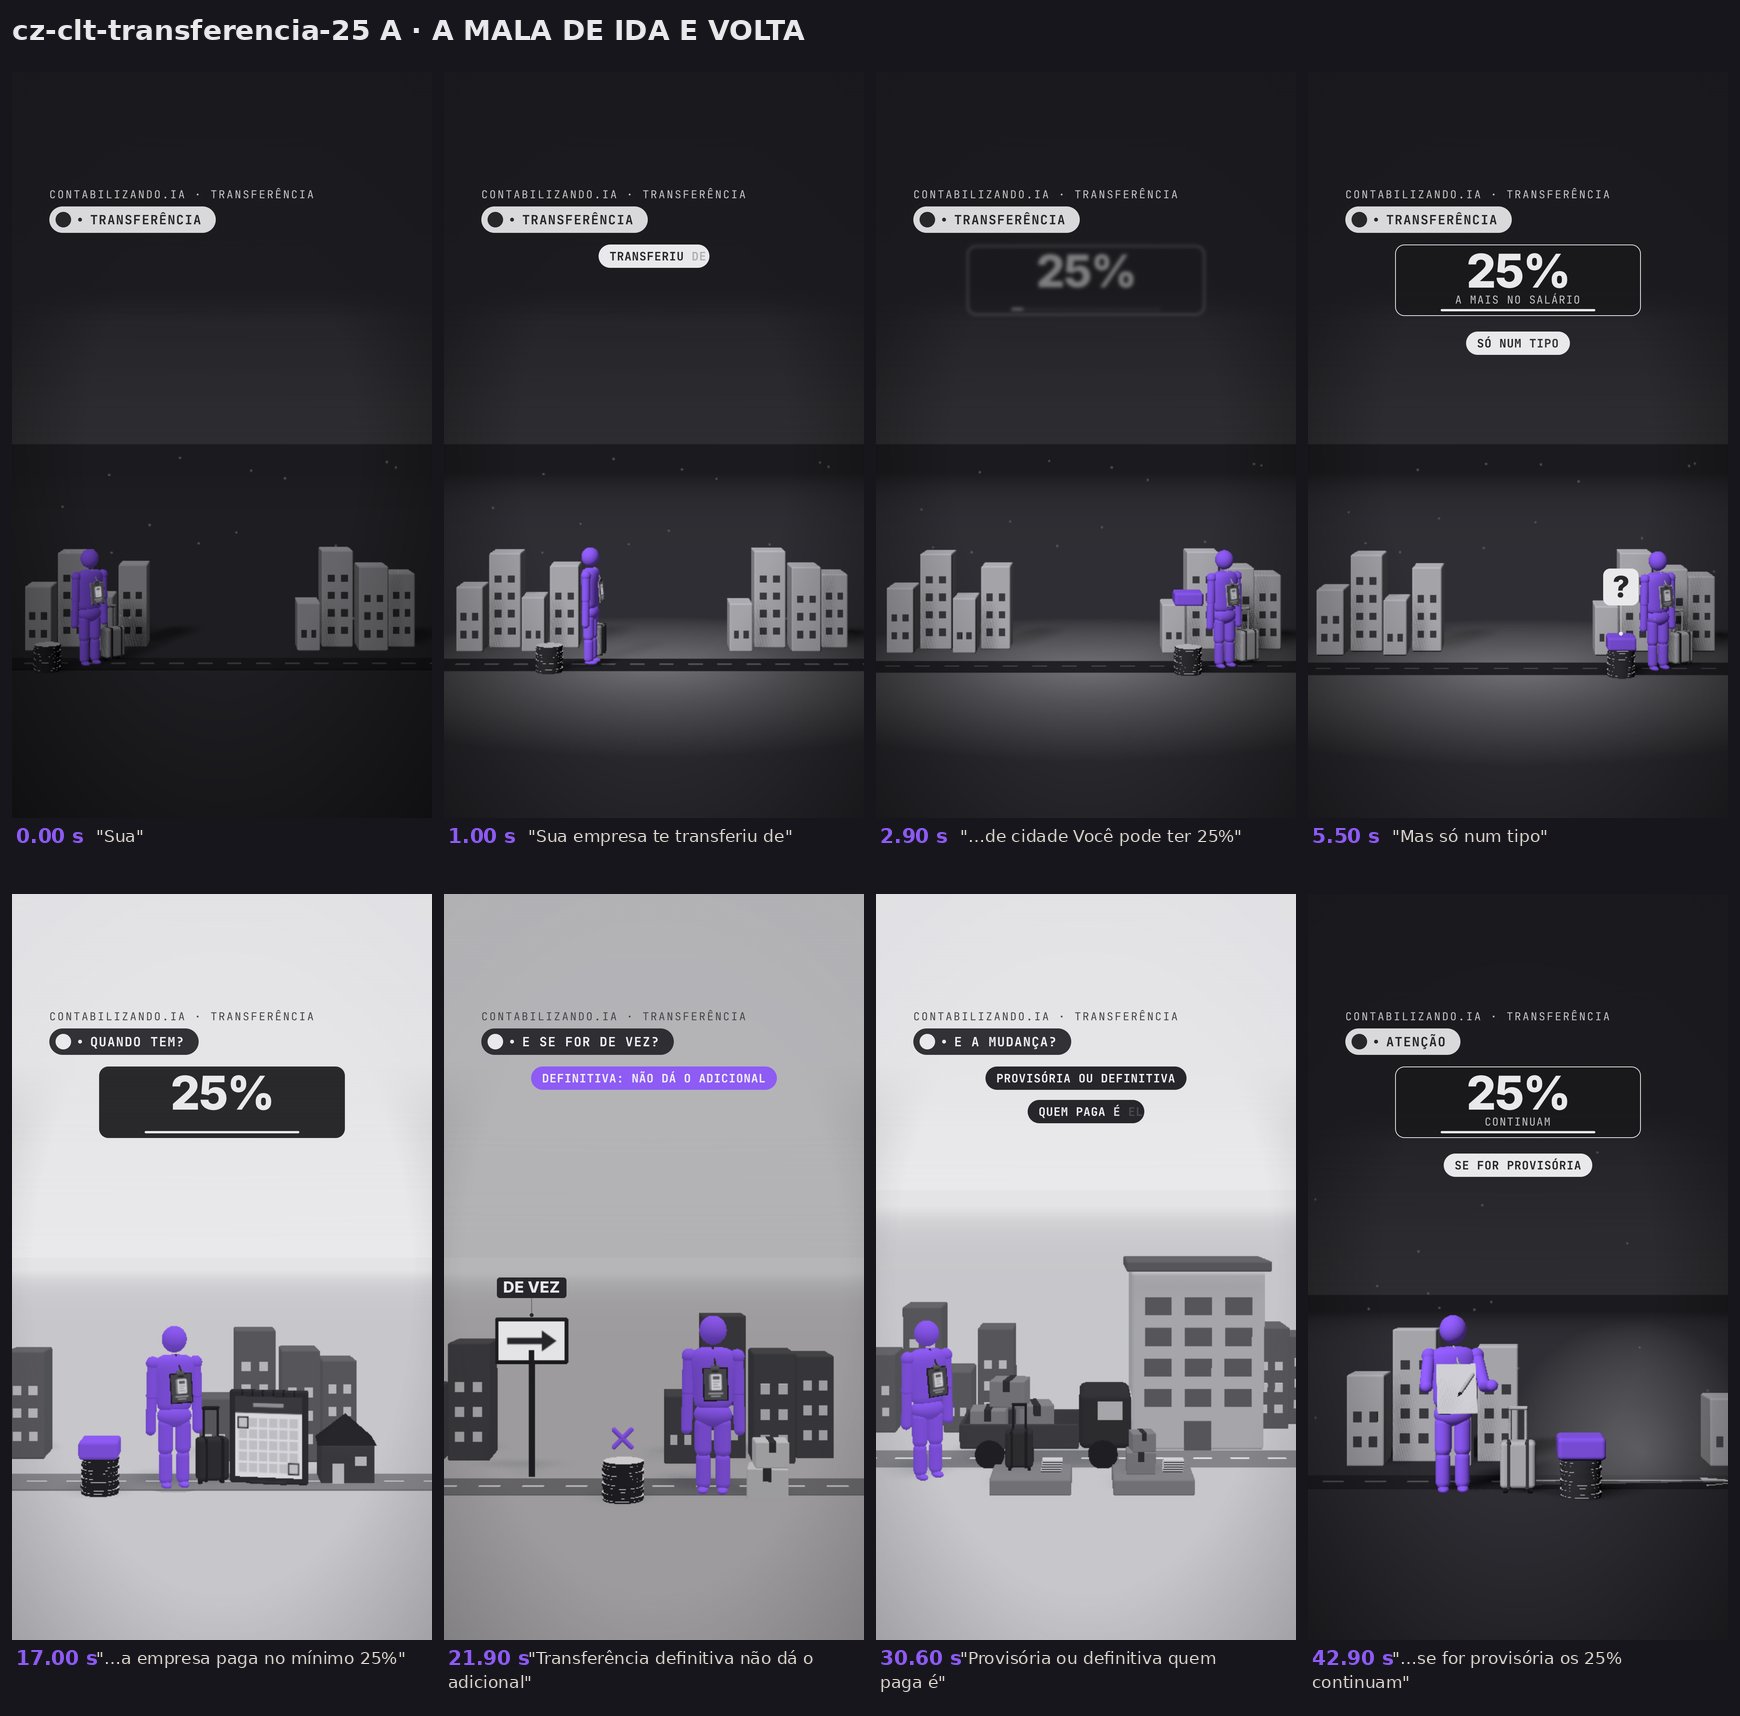 cz-clt-transferencia-25 A · A MALA DE IDA E VOLTA
CONTABILIZANDO.IA · TRANSFERÊNCIA
• TRANSFERÊNCIA
CONTABILIZANDO.IA · TRANSFERÊNCIA
• TRANSFERÊNCIA
TRANSFERIU DE
CONTABILIZANDO.IA · TRANSFERÊNCIA
• TRANSFERÊNCIA
25%
CONTABILIZANDO.IA · TRANSFERÊNCIA
• TRANSFERÊNCIA
25%
A MAIS NO SALÁRIO
SÓ NUM TIPO
?
0.00 s "Sua"
1.00 s "Sua empresa te transferiu de"
2.90 s "...de cidade Você pode ter 25%"
5.50 s "Mas só num tipo"
CONTABILIZANDO.IA · TRANSFERÊNCIA
• QUANDO TEM?
25%
CONTABILIZANDO.IA · TRANSFERÊNCIA
• E SE FOR DE VEZ?
DEFINITIVA: NÃO DÁ O ADICIONAL
DE VEZ
CONTABILIZANDO.IA · TRANSFERÊNCIA
• E A MUDANÇA?
PROVISÓRIA OU DEFINITIVA
QUEM PAGA É EL
CONTABILIZANDO.IA · TRANSFERÊNCIA
• ATENÇÃO
25%
CONTINUAM
SE FOR PROVISÓRIA
17.00 s "...a empresa paga no mínimo 25%"
21.90 s "Transferência definitiva não dá o
adicional"
30.60 s "Provisória ou definitiva quem
paga é"
42.90 s "...se for provisória os 25%
continuam"